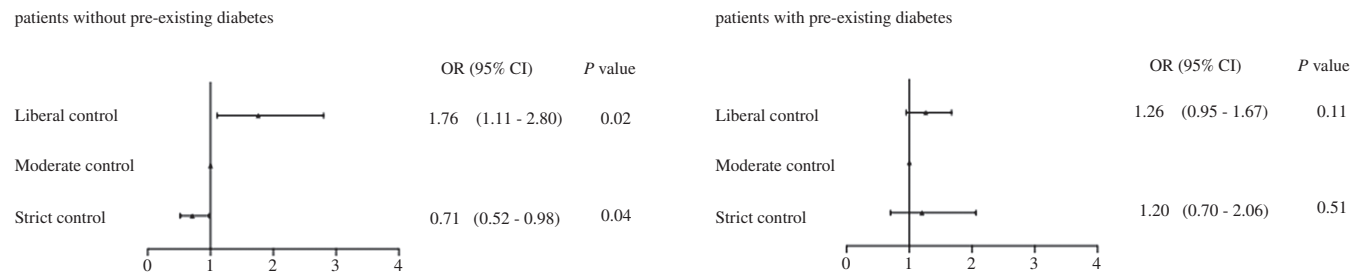 patients without pre-existing diabetes
OR (95% CI) P value
Liberal control 1.76 (1.11 - 2.80) 0.02
Moderate control
Strict control 0.71 (0.52 - 0.98) 0.04
0 1 2 3 4
patients with pre-existing diabetes
OR (95% CI) P value
Liberal control 1.26 (0.95 - 1.67) 0.11
Moderate control
Strict control 1.20 (0.70 - 2.06) 0.51
0 1 2 3 4